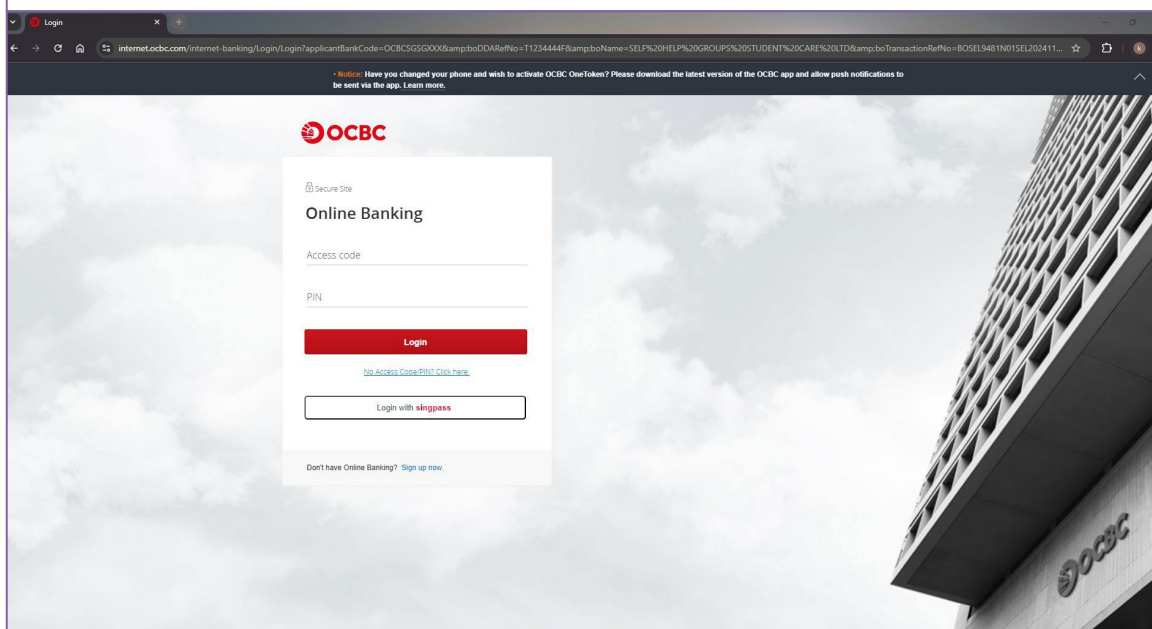 Login
internet.ocbc.com/internet-banking/Login/Login?applicantBankCode=OCBCSGSGXXX&amp;boDDARefNo=T1234444F&amp;boName=SELF%20HELP%20GROUPS%20STUDENT%20CARE%20LTD&amp;boTransactionRefNo=BOSEL9481N01SEL202411...
k
• Notice: Have you changed your phone and wish to activate OCBC OneToken? Please download the latest version of the OCBC app and allow push notifications to
be sent via the app. Learn more.
OCBC
Secure Site
Online Banking
Access code
PIN
Login
No Access Code/PIN? Click here.
Login with singpass
Don't have Online Banking? Sign up now.
OCBC